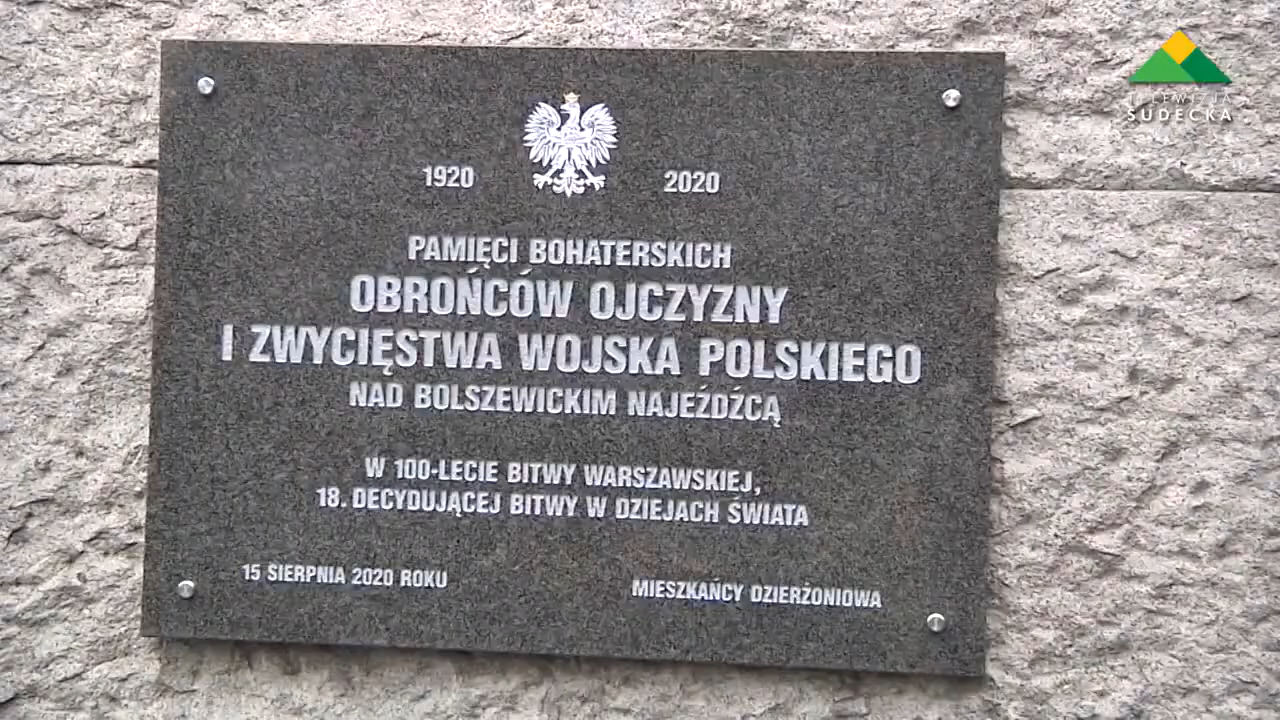 TELEWIZJA
SUDECKA
1920 2020
PAMIĘCI BOHATERSKICH
OBROŃCÓW OJCZYZNY
I ZWYCIĘSTWA WOJSKA POLSKIEGO
NAD BOLSZEWICKIM NAJEŹDŹCĄ
W 100-LECIE BITWY WARSZAWSKIEJ,
18. DECYDUJĄCEJ BITWY W DZIEJACH ŚWIATA
15 SIERPNIA 2020 ROKU
MIESZKAŃCY DZIERŻONIOWA